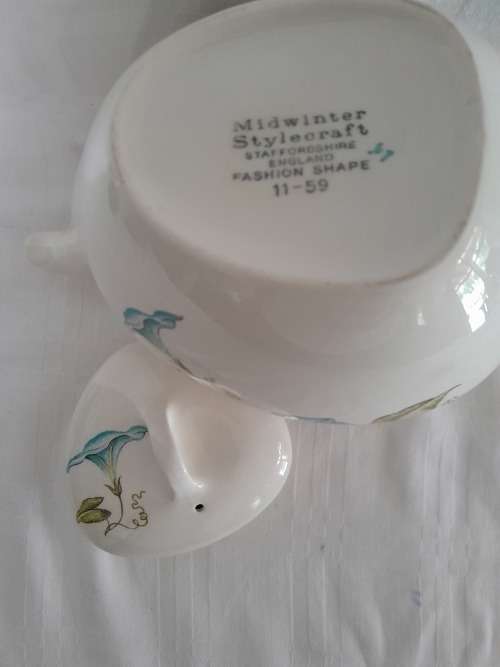 Midwinter
Stylecraft
STAFFORDSHIRE
ENGLAND
FASHION SHAPE
11-59